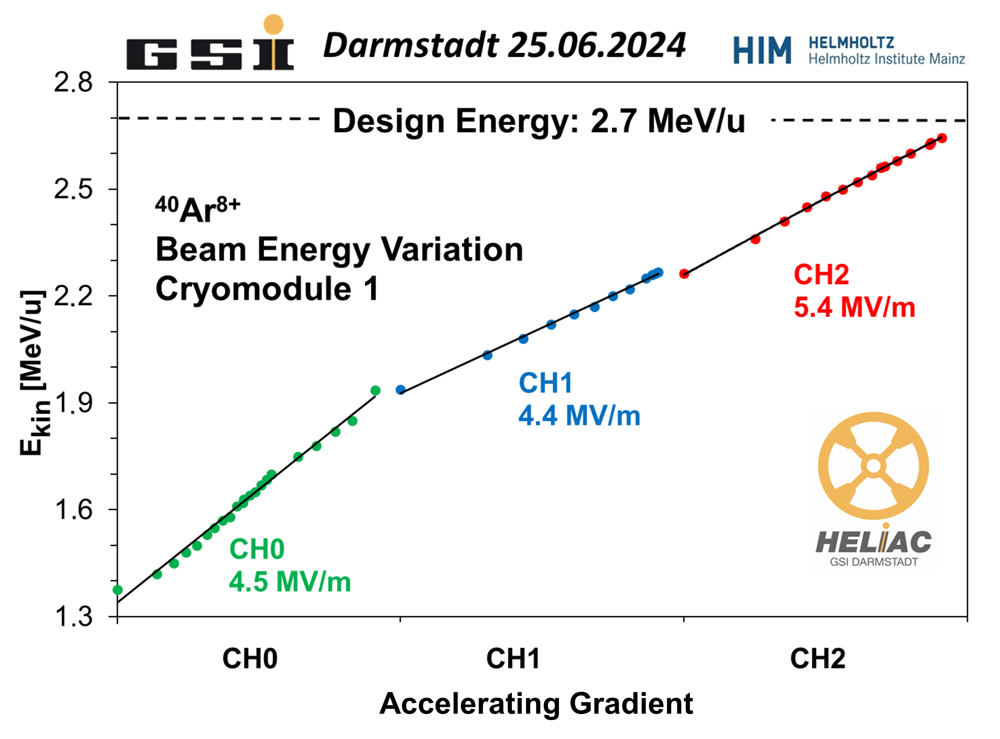 GSI
Darmstadt 25.06.2024
HIM
HELMHOLTZ
Helmholtz Institute Mainz
2.8
Design Energy: 2.7 MeV/u
2.5
⁴⁰Ar⁸⁺
Beam Energy Variation
Cryomodule 1
2.2
CH2
5.4 MV/m
Eₖᵢₙ [MeV/u]
1.9
CH1
4.4 MV/m
1.6
CH0
4.5 MV/m
HELIAC
GSI DARMSTADT
1.3
CH0
CH1
CH2
Accelerating Gradient